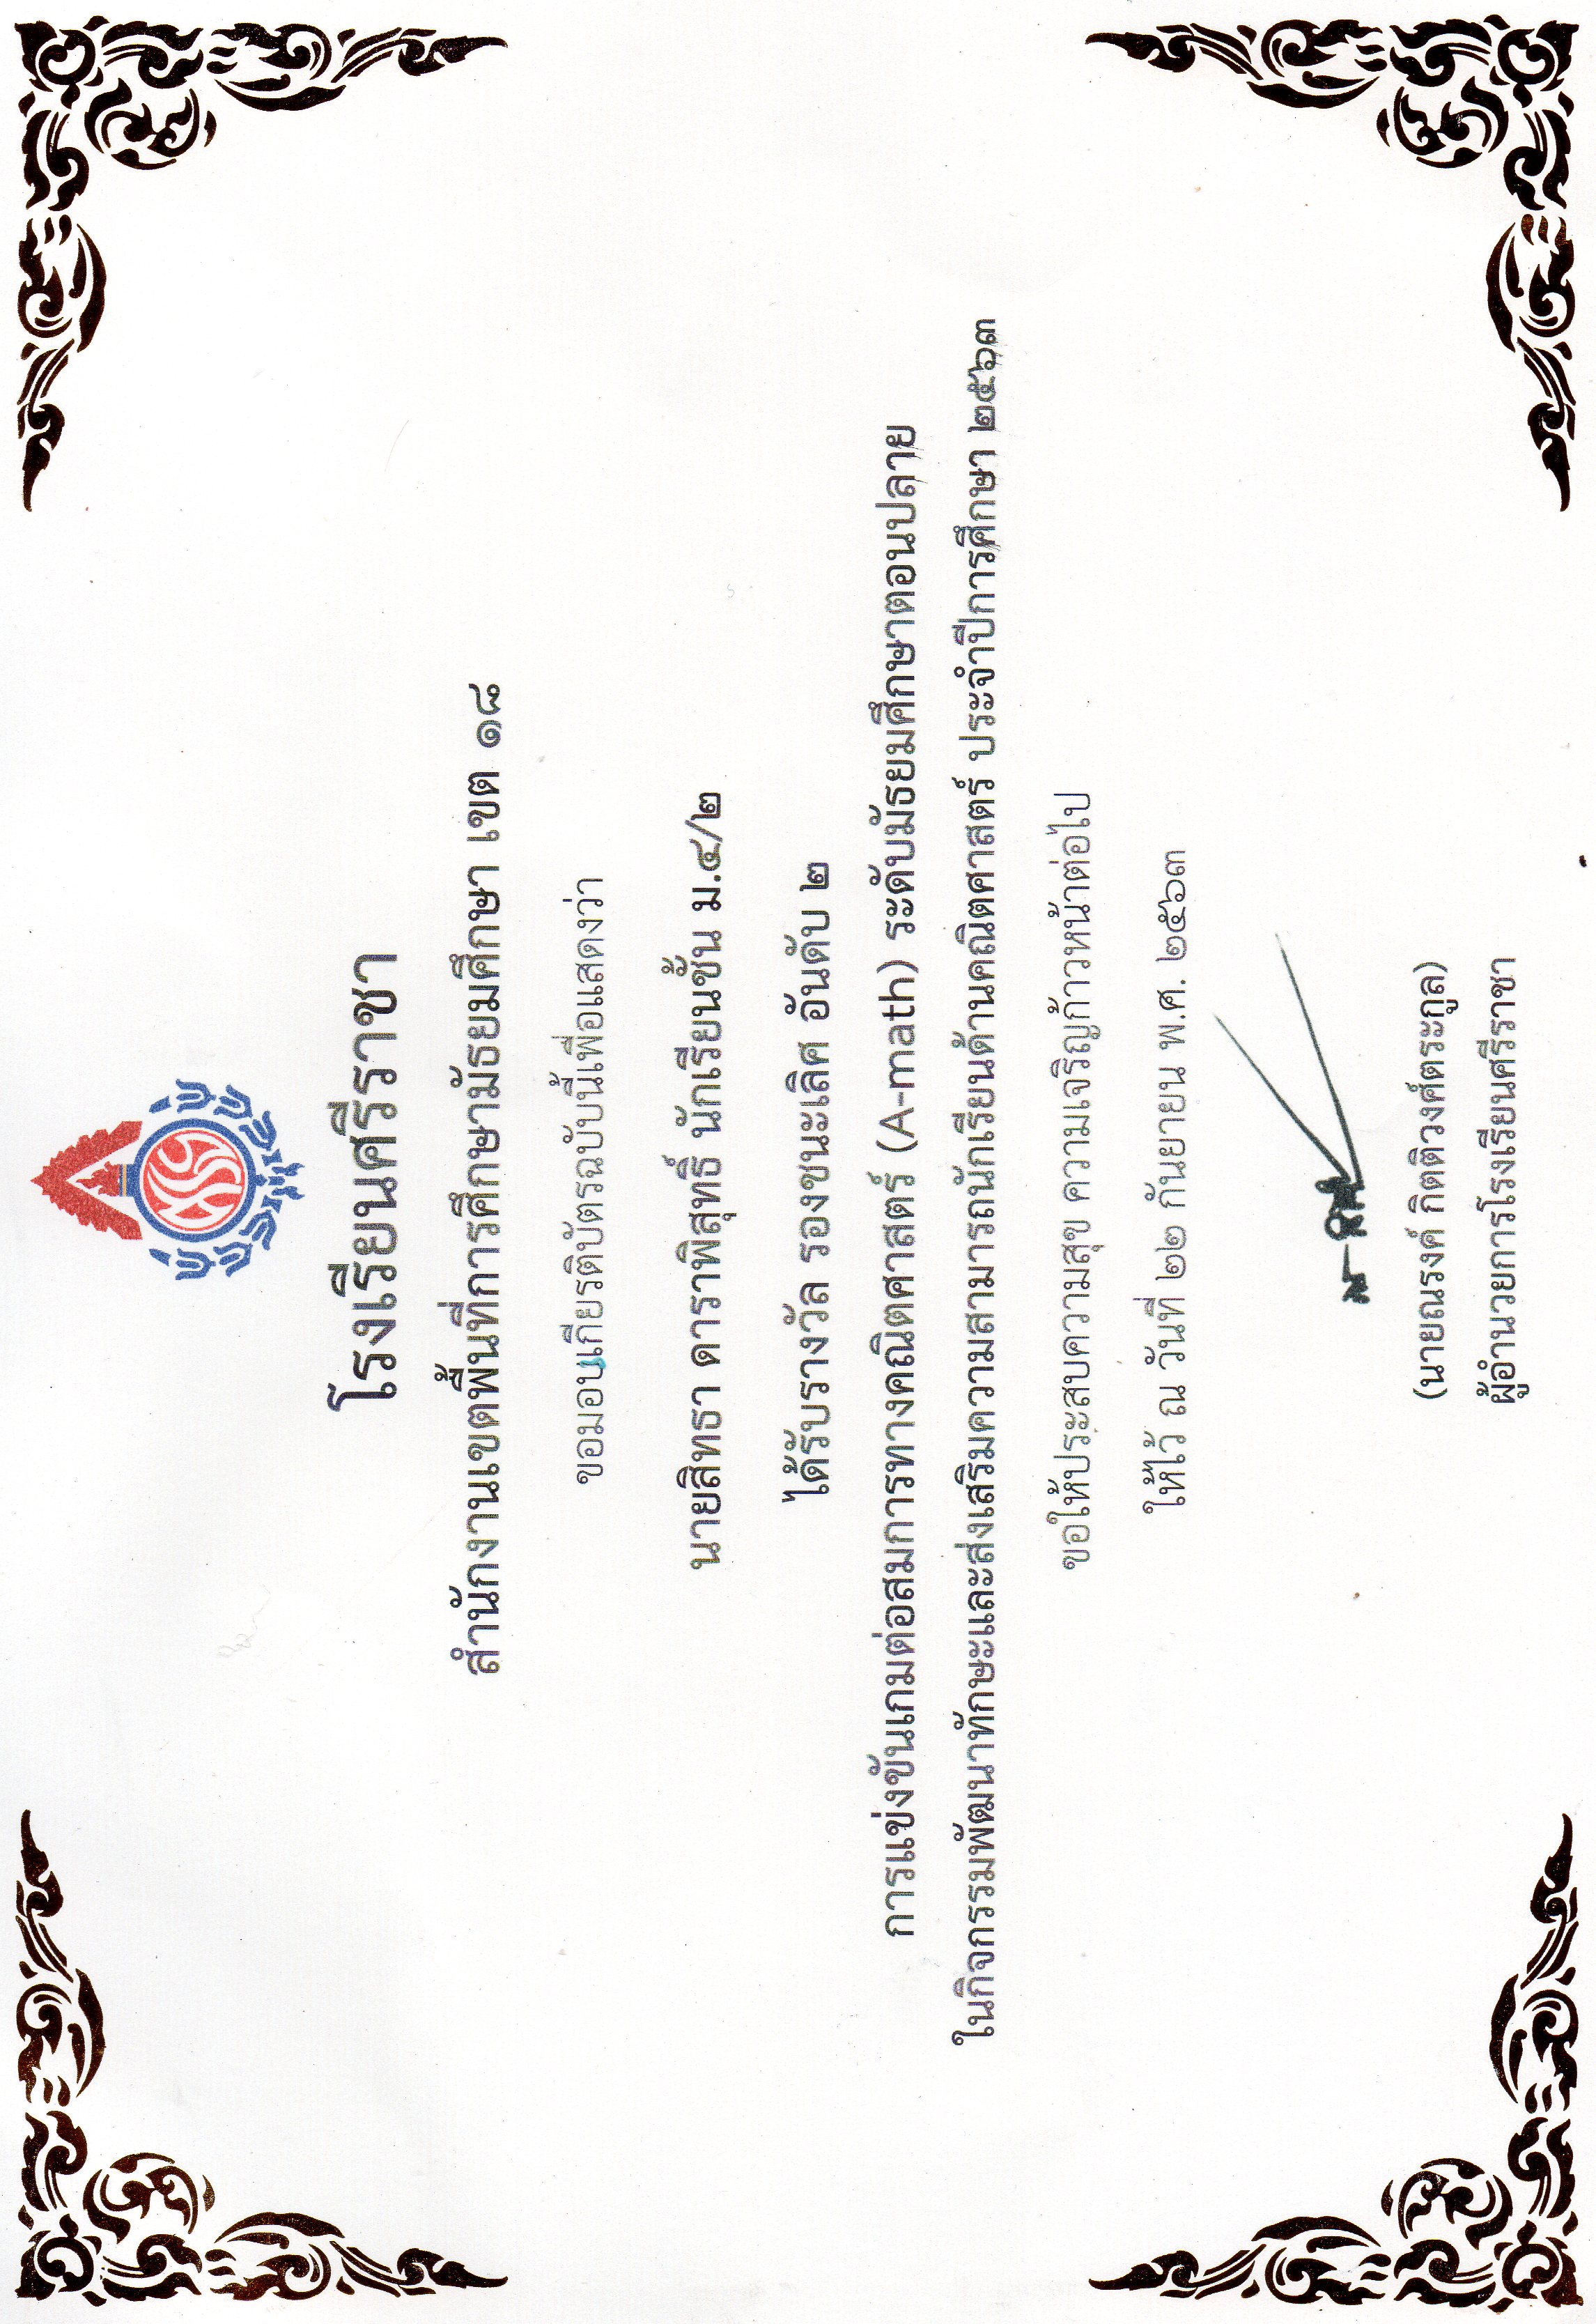 โรงเรียนศรีราชา
สำนักงานเขตพื้นที่การศึกษามัธยมศึกษา เขต ๑๘
ขอมอบเกียรติบัตรฉบับนี้เพื่อแสดงว่า
นายสิทธา ดาราพิสุทธิ์ นักเรียนชั้น ม.๔/๒
ได้รับรางวัล รองชนะเลิศ อันดับ ๒
การแข่งขันเกมต่อสมการทางคณิตศาสตร์ (A-math) ระดับมัธยมศึกษาตอนปลาย
ในกิจกรรมพัฒนาทักษะและส่งเสริมความสามารถนักเรียนด้านคณิตศาสตร์ ประจำปีการศึกษา ๒๕๖๓
ขอให้ประสบความสุข ความเจริญก้าวหน้าต่อไป
ให้ไว้ ณ วันที่ ๒๒ กันยายน พ.ศ. ๒๕๖๓
(นายณรงค์ กิตติวงศ์ตระกูล)
ผู้อำนวยการโรงเรียนศรีราชา